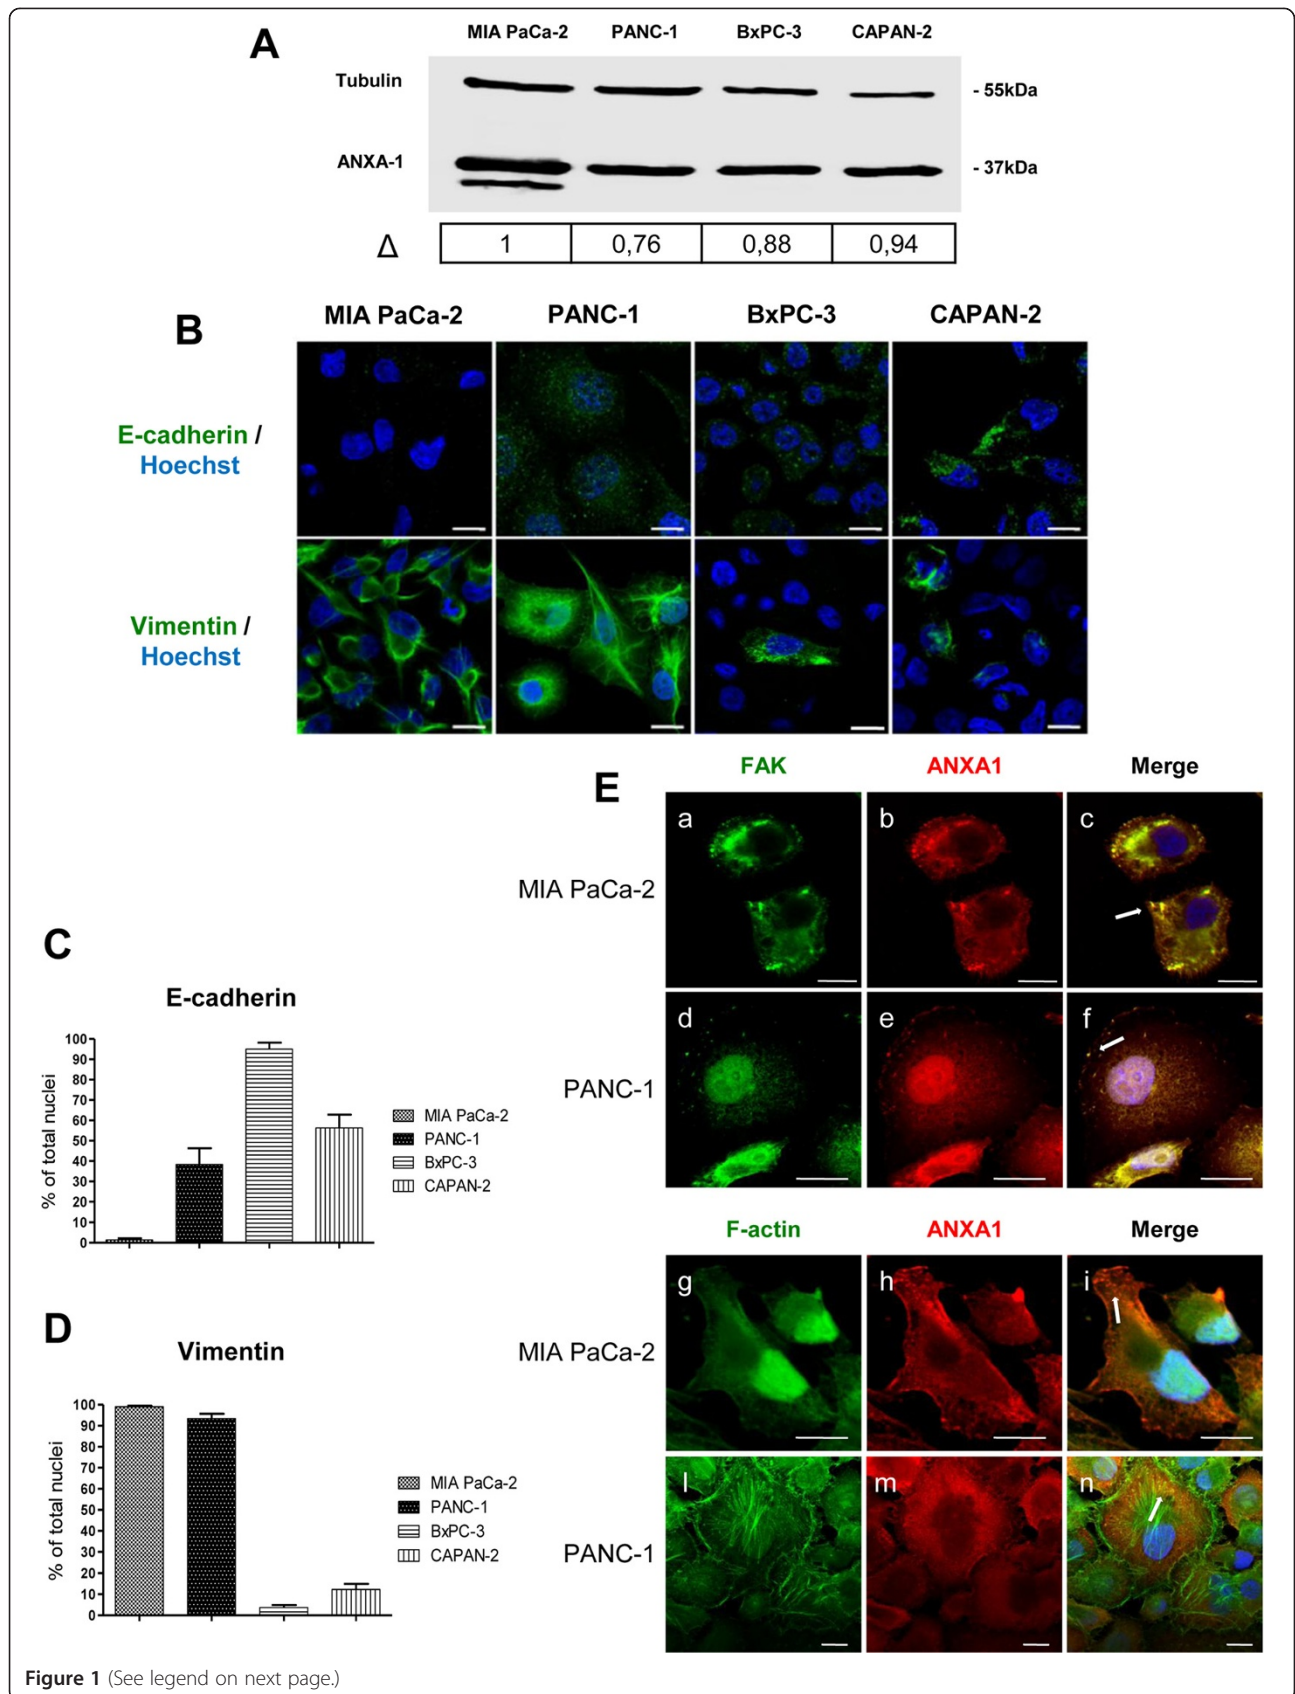 A
MIA PaCa-2 PANC-1 BxPC-3 CAPAN-2
Tubulin
- 55kDa
ANXA-1
- 37kDa
Δ 1 0,76 0,88 0,94
B
MIA PaCa-2 PANC-1 BxPC-3 CAPAN-2
E-cadherin /
Hoechst
Vimentin /
Hoechst
E
FAK ANXA1 Merge
MIA PaCa-2
a b c
PANC-1
d e f
F-actin ANXA1 Merge
MIA PaCa-2
g h i
PANC-1
l m n
C
E-cadherin
% of total nuclei
100
90
80
70
60
50
40
30
20
10
0
MIA PaCa-2
PANC-1
BxPC-3
CAPAN-2
D
Vimentin
% of total nuclei
100
90
80
70
60
50
40
30
20
10
0
MIA PaCa-2
PANC-1
BxPC-3
CAPAN-2
Figure 1 (See legend on next page.)